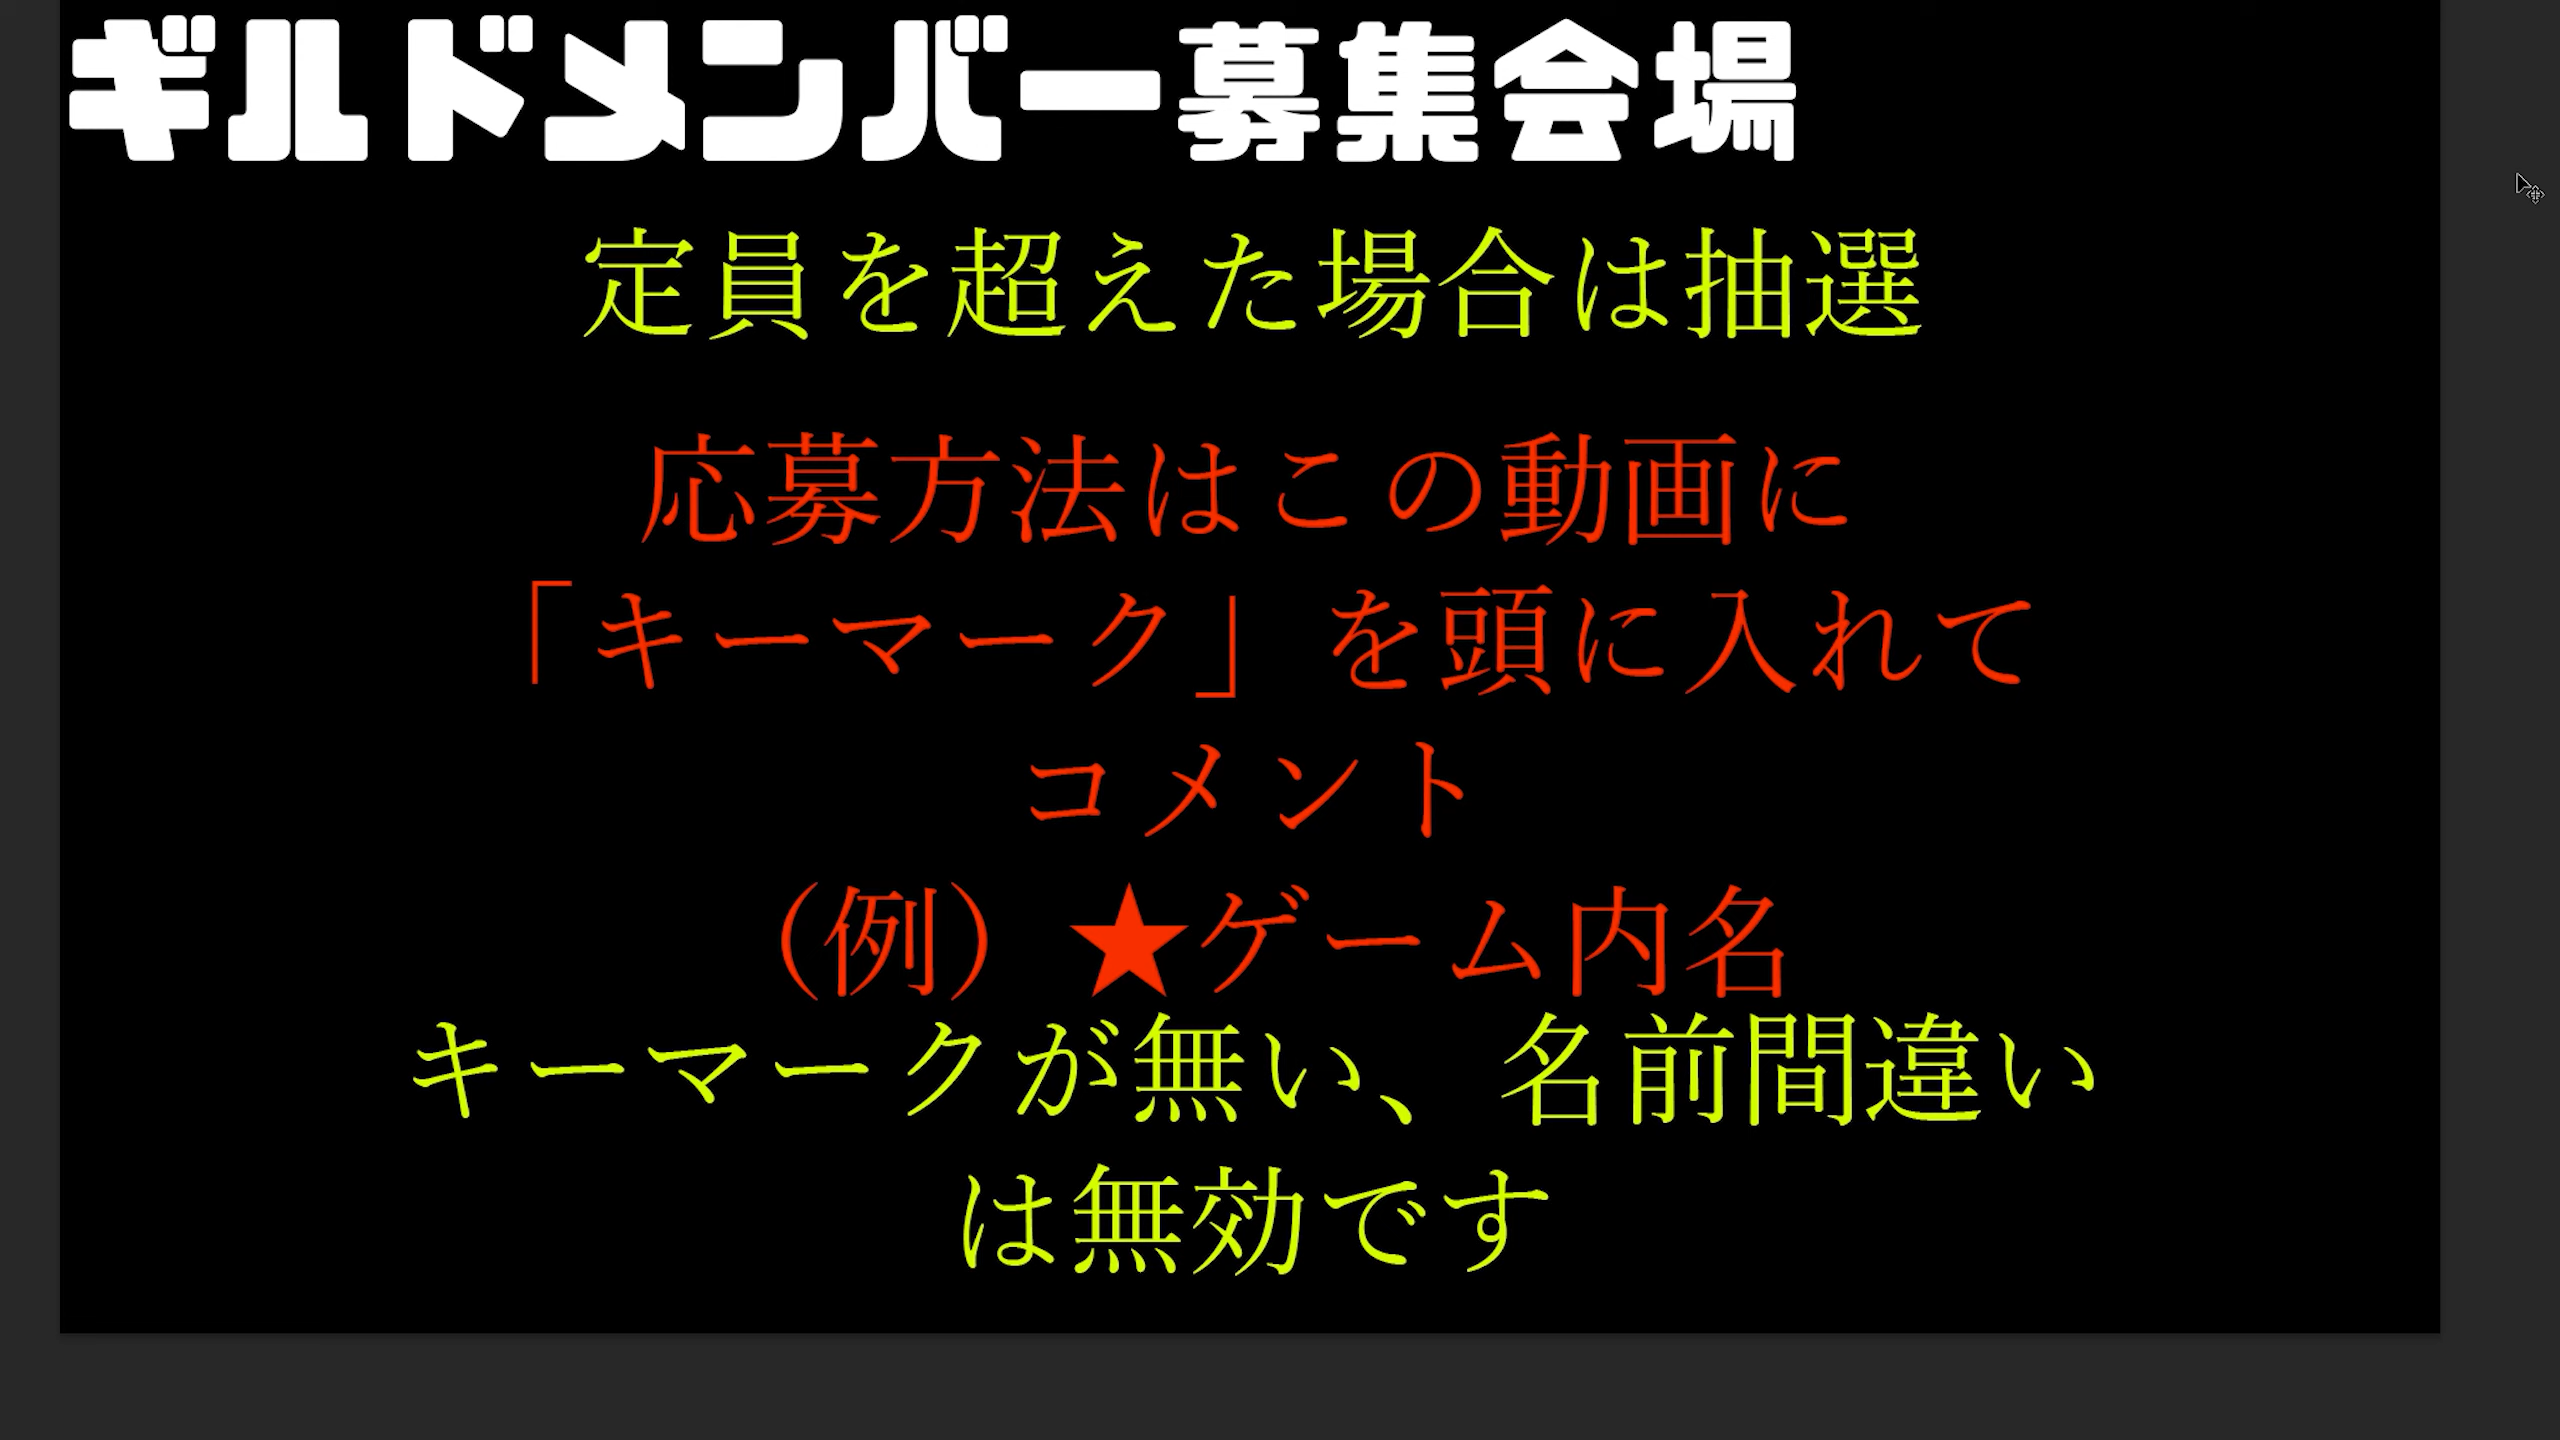 ギルドメンバー募集会場
定員を超えた場合は抽選
応募方法はこの動画に
「キーマーク」を頭に入れて
コメント
（例）★ゲーム内名
キーマークが無い、名前間違い
は無効です